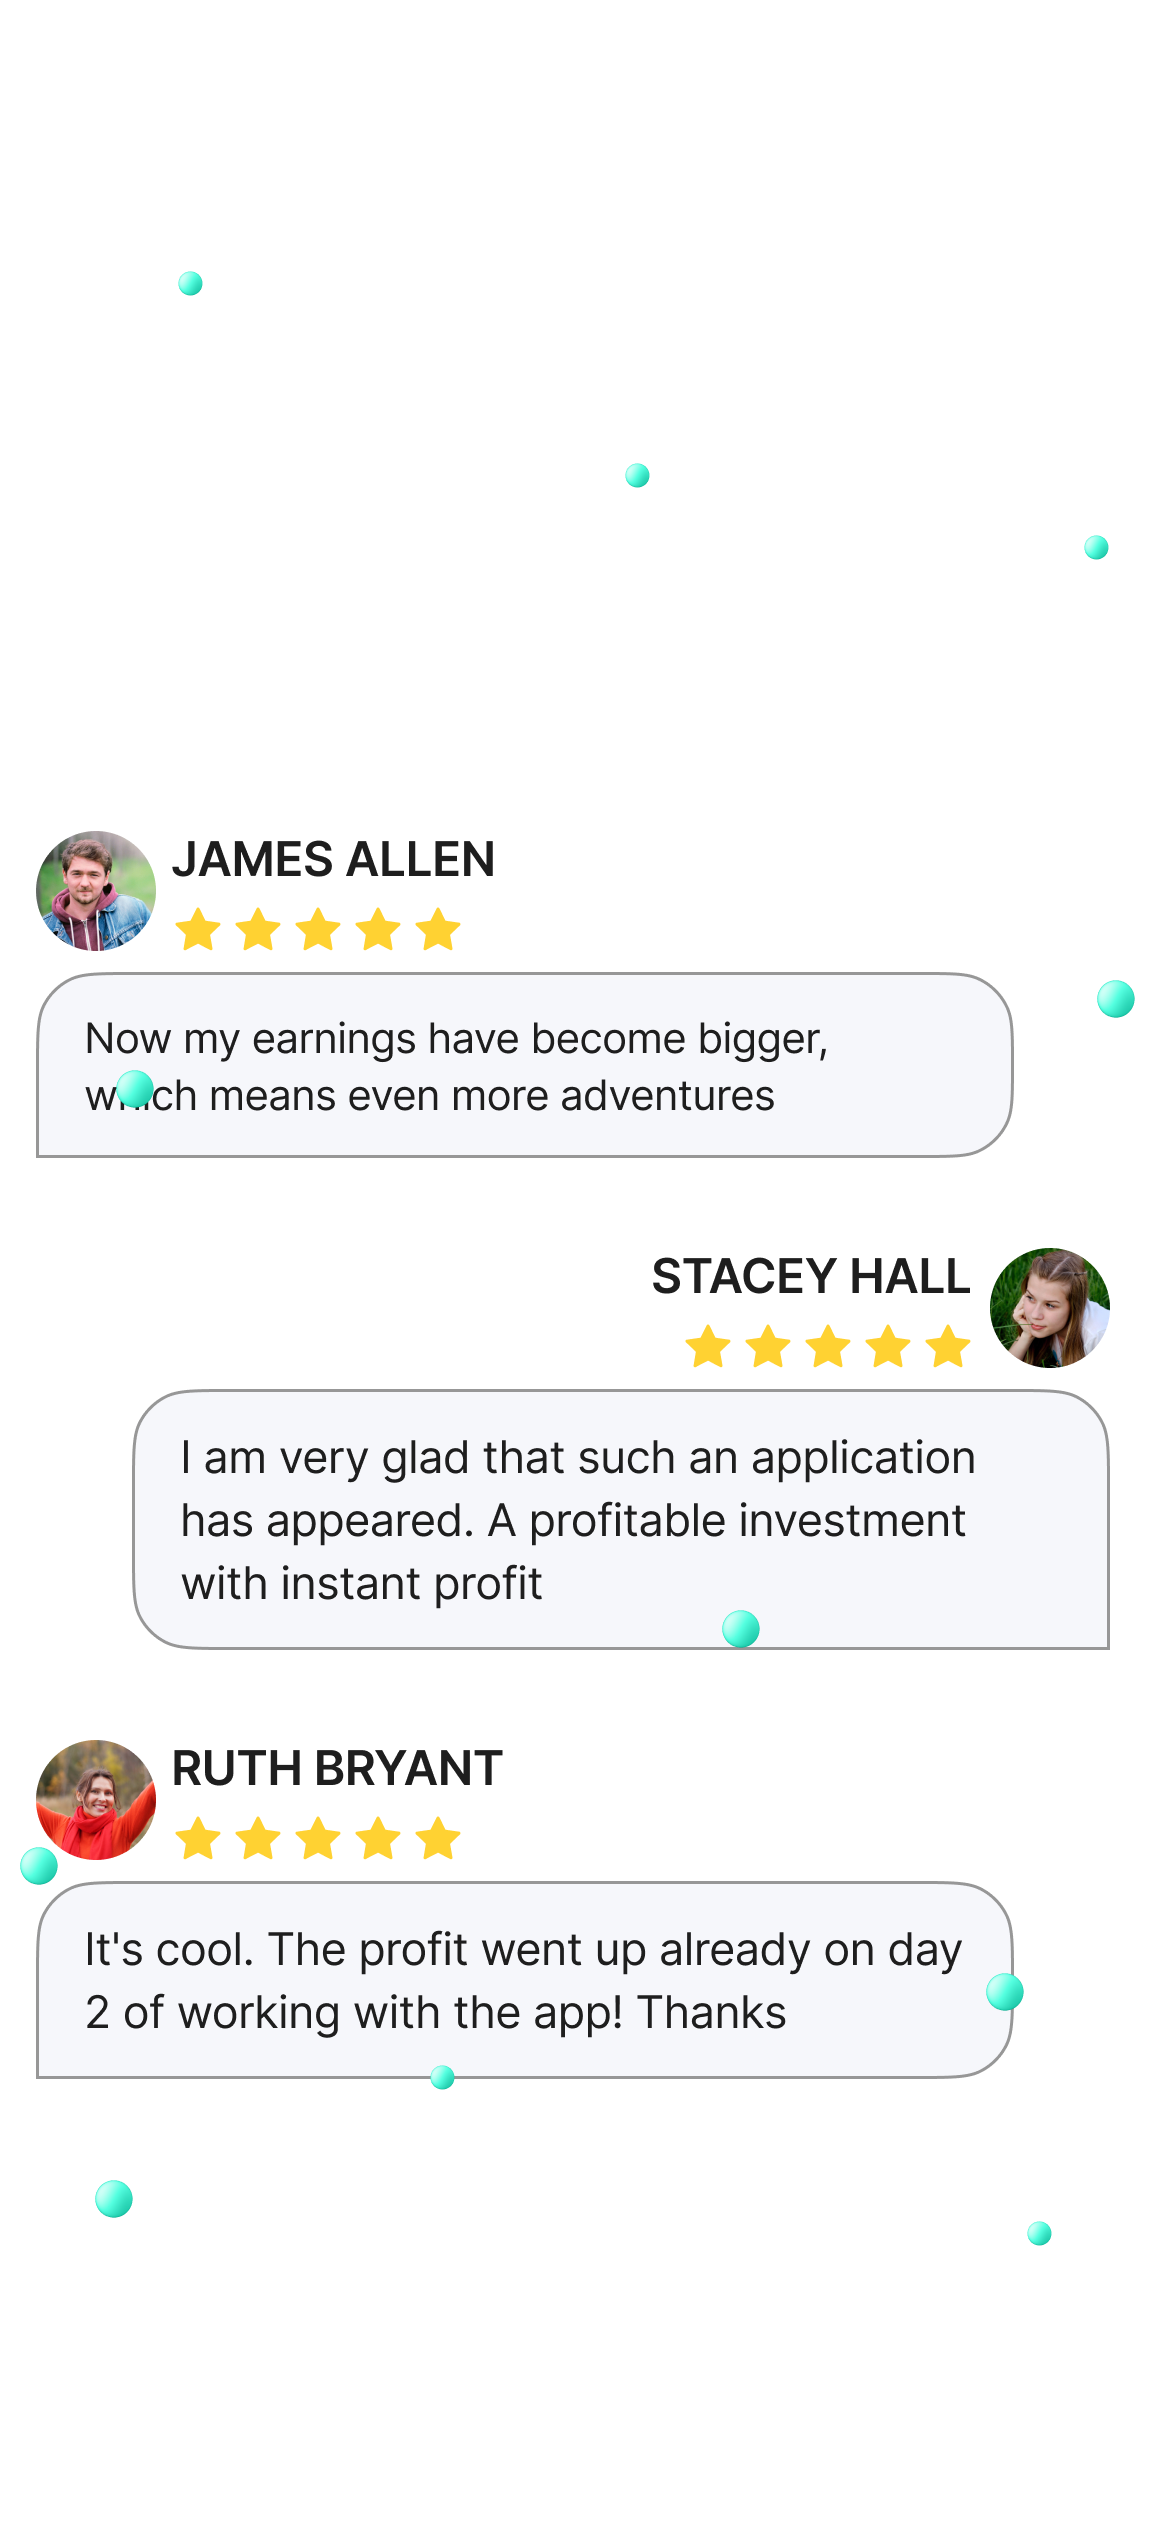 JAMES ALLEN
Now my earnings have become bigger,
which means even more adventures
STACEY HALL
I am very glad that such an application
has appeared. A profitable investment
with instant profit
RUTH BRYANT
It's cool. The profit went up already on day
2 of working with the app! Thanks